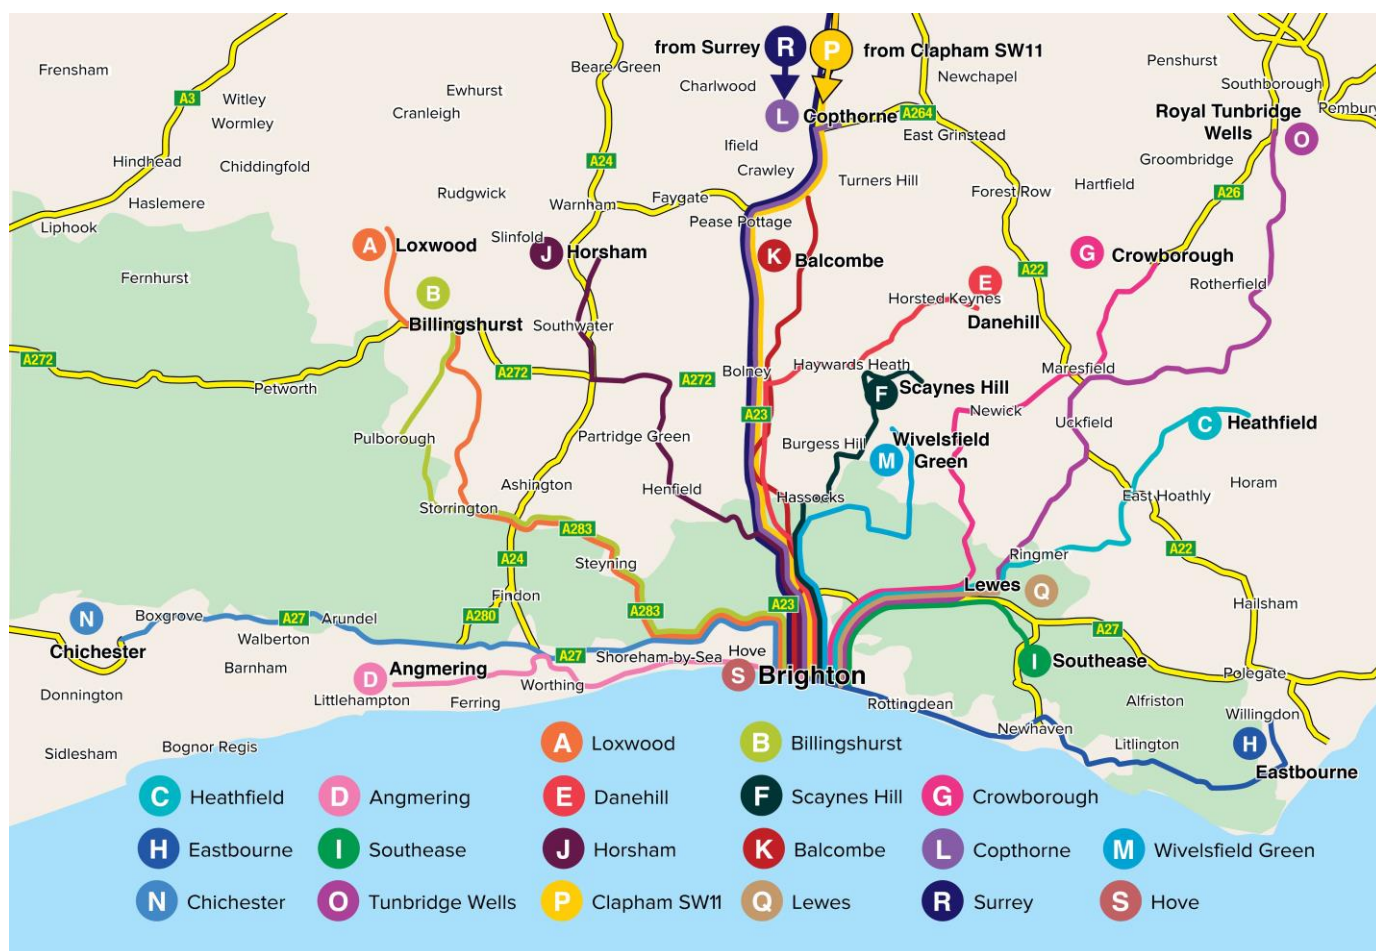 from Surrey
R
P
from Clapham SW11
Frensham
Beare Green
Penshurst
Newchapel
Southborough
Charlwood
Ewhurst
A3
Witley
Cranleigh
Wormley
L
Copthorne
A264
Royal Tunbridge
Wells
Pembury
O
East Grinstead
Ifield
Hindhead
Chiddingfold
A24
Crawley
Groombridge
Turners Hill
Hartfield
Forest Row
A26
Rudgwick
Haslemere
Warnham
Faygate
Pease Pottage
Liphook
Slinfold
A
Loxwood
J
Horsham
K
Balcombe
G
Crowborough
Fernhurst
A22
E
Rotherfield
B
Horsted Keynes
Billingshurst
Southwater
Danehill
A272
A272
A272
Bolney
Haywards Heath
Maresfield
Petworth
F
Scaynes Hill
A23
Newick
Pulborough
Partridge Green
Burgess Hill
Wivelsfield
Green
M
Uckfield
C
Heathfield
Ashington
Henfield
Hassocks
East Hoathly
Horam
Storrington
A283
A24
Steyning
Ringmer
A22
Lewes
Q
Findon
A283
A23
Hailsham
N
Boxgrove
A27
Arundel
A280
A27
Chichester
Walberton
A27
Shoreham-by-Sea
Hove
Barnham
D
Angmering
S
Brighton
I
Southease
Polegate
Donnington
Littlehampton
Ferring
Worthing
Rottingdean
Alfriston
Willingdon
Newhaven
Litlington
H
Eastbourne
Sidlesham
Bognor Regis
A Loxwood
B Billingshurst
C Heathfield
D Angmering
E Danehill
F Scaynes Hill
G Crowborough
H Eastbourne
I Southease
J Horsham
K Balcombe
L Copthorne
M Wivelsfield Green
N Chichester
O Tunbridge Wells
P Clapham SW11
Q Lewes
R Surrey
S Hove